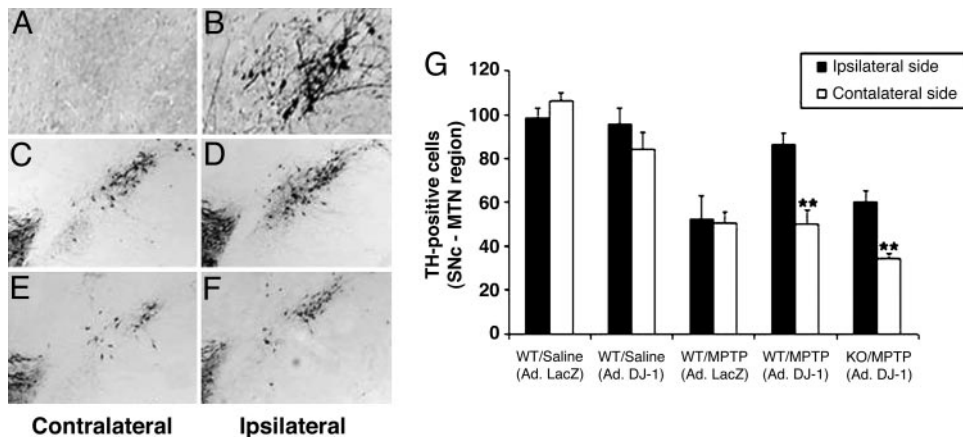 A
B
C
D
E
F
Contralateral
Ipsilateral
G
Ipsilateral side
Contalateral side
TH-positive cells
(SNc - MTN region)
120
100
80
60
40
20
0
**
**
WT/Saline
(Ad. LacZ)
WT/Saline
(Ad. DJ-1)
WT/MPTP
(Ad. LacZ)
WT/MPTP
(Ad. DJ-1)
KO/MPTP
(Ad. DJ-1)